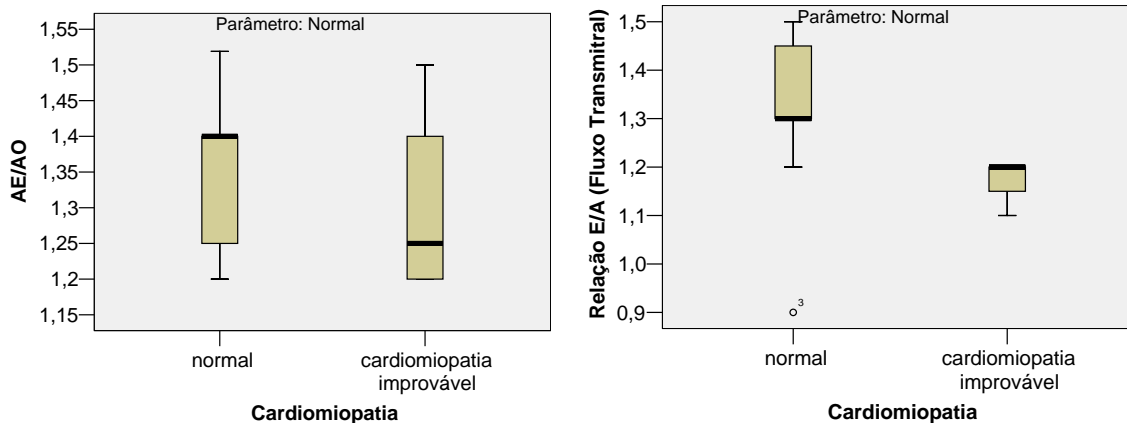 Parâmetro: Normal
AE/AO
1,55
1,5
1,45
1,4
1,35
1,3
1,25
1,2
1,15
normal
cardiomiopatia
improvável
Cardiomiopatia
Parâmetro: Normal
Relação E/A (Fluxo Transmitral)
1,5
1,4
1,3
1,2
1,1
1,0
0,9
3
normal
cardiomiopatia
improvável
Cardiomiopatia